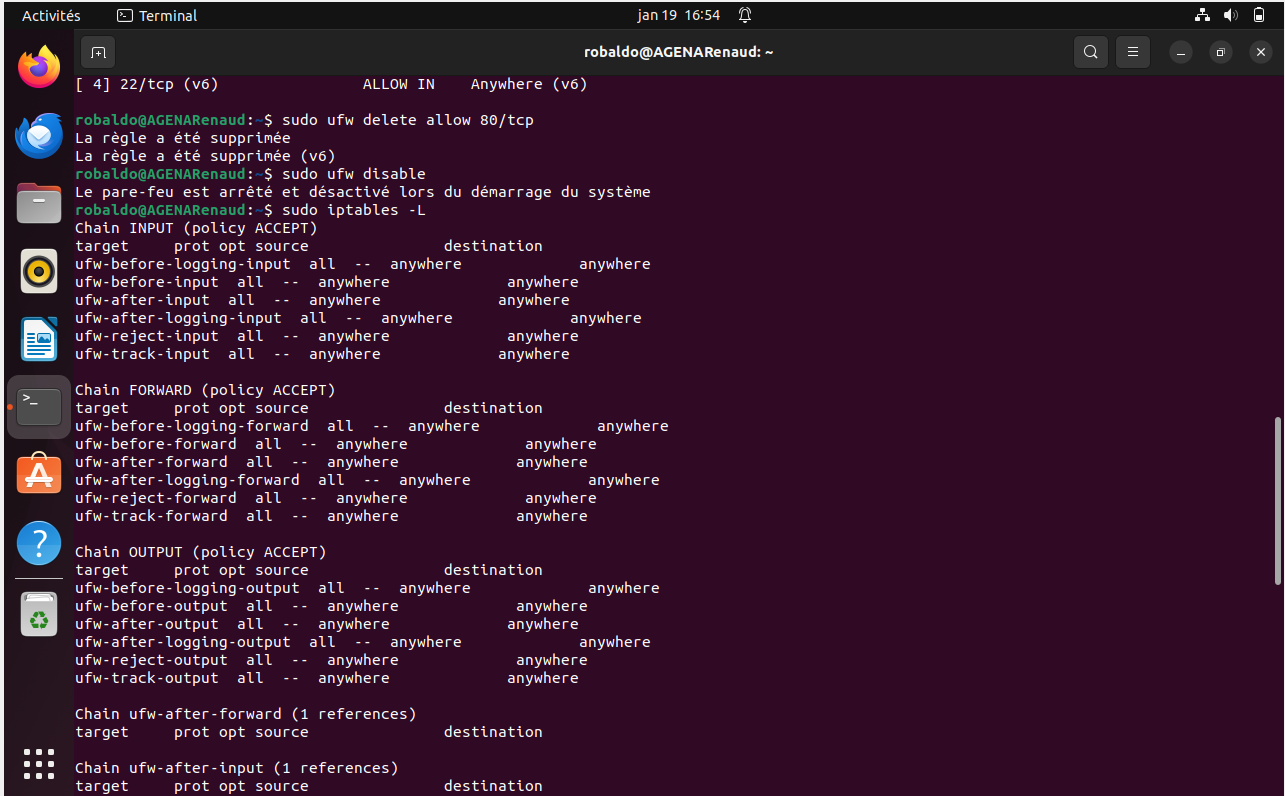 Activités
Terminal
jan 19 16:54
robaldo@AGENARenaud: ~
[ 4] 22/tcp (v6)                ALLOW IN    Anywhere (v6)
robaldo@AGENARenaud:~$ sudo ufw delete allow 80/tcp
La règle a été supprimée
La règle a été supprimée (v6)
robaldo@AGENARenaud:~$ sudo ufw disable
Le pare-feu est arrêté et désactivé lors du démarrage du système
robaldo@AGENARenaud:~$ sudo iptables -L
Chain INPUT (policy ACCEPT)
target     prot opt source               destination
ufw-before-logging-input  all  --  anywhere             anywhere
ufw-before-input  all  --  anywhere             anywhere
ufw-after-input  all  --  anywhere             anywhere
ufw-after-logging-input  all  --  anywhere             anywhere
ufw-reject-input  all  --  anywhere             anywhere
ufw-track-input  all  --  anywhere             anywhere
Chain FORWARD (policy ACCEPT)
target     prot opt source               destination
ufw-before-logging-forward  all  --  anywhere             anywhere
ufw-before-forward  all  --  anywhere             anywhere
ufw-after-forward  all  --  anywhere             anywhere
ufw-after-logging-forward  all  --  anywhere             anywhere
ufw-reject-forward  all  --  anywhere             anywhere
ufw-track-forward  all  --  anywhere             anywhere
Chain OUTPUT (policy ACCEPT)
target     prot opt source               destination
ufw-before-logging-output  all  --  anywhere             anywhere
ufw-before-output  all  --  anywhere             anywhere
ufw-after-output  all  --  anywhere             anywhere
ufw-after-logging-output  all  --  anywhere             anywhere
ufw-reject-output  all  --  anywhere             anywhere
ufw-track-output  all  --  anywhere             anywhere
Chain ufw-after-forward (1 references)
target     prot opt source               destination
Chain ufw-after-input (1 references)
target     prot opt source               destination